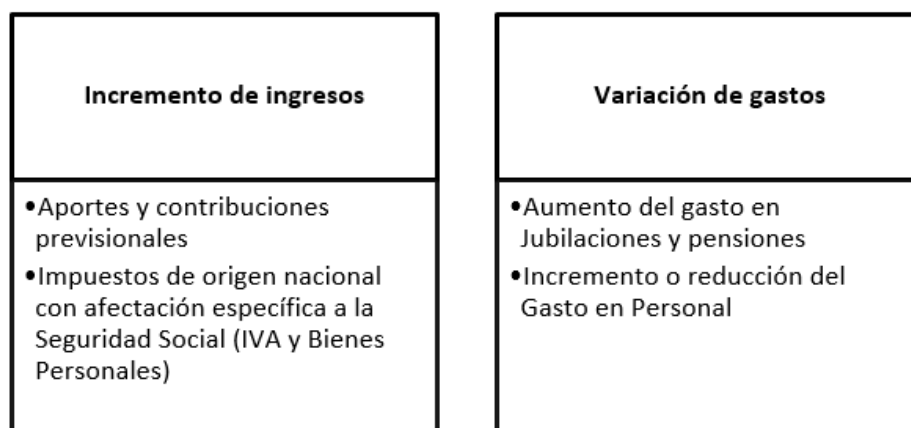 Incremento de ingresos
•Aportes y contribuciones
previsionales
•Impuestos de origen nacional
con afectación específica a la
Seguridad Social (IVA y Bienes
Personales)
Variación de gastos
•Aumento del gasto en
Jubilaciones y pensiones
•Incremento o reducción del
Gasto en Personal